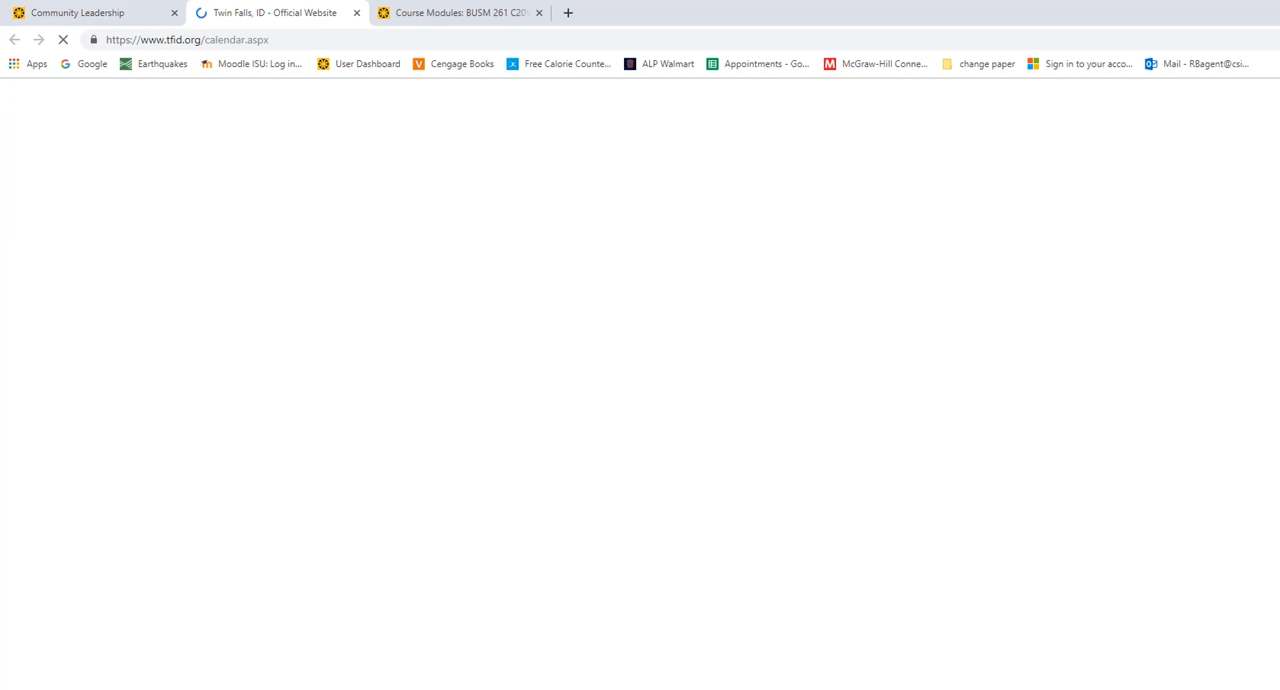 Community Leadership Twin Falls, ID - Official Website Course Modules: BUSM 261 C20
https://www.tfid.org/calendar.aspx
Apps Google Earthquakes Moodle ISU: Log in... User Dashboard Cengage Books Free Calorie Counte... ALP Walmart Appointments - Go... McGraw-Hill Conne... change paper Sign in to your acco... Mail - RBagent@csi...